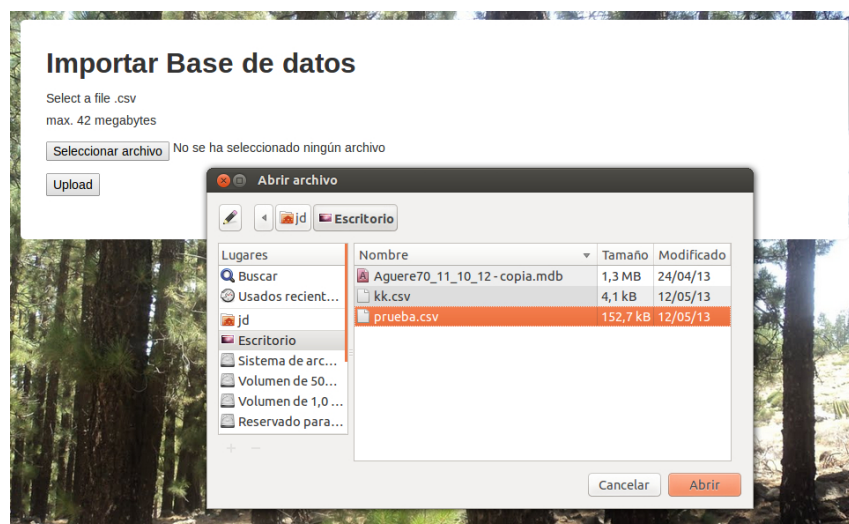 Importar Base de datos
Select a file .csv
max. 42 megabytes
Seleccionar archivo No se ha seleccionado ningún archivo
Upload
Abrir archivo
jd Escritorio
Lugares Nombre Tamaño Modificado
Buscar Aguere70_11_10_12-copia.mdb 1,3 MB 24/04/13
Usados recient... kk.csv 4,1 kB 12/05/13
jd prueba.csv 152,7 kB 12/05/13
Escritorio
Sistema de arc...
Volumen de 50...
Volumen de 1,0 ...
Reservado para...
Cancelar Abrir